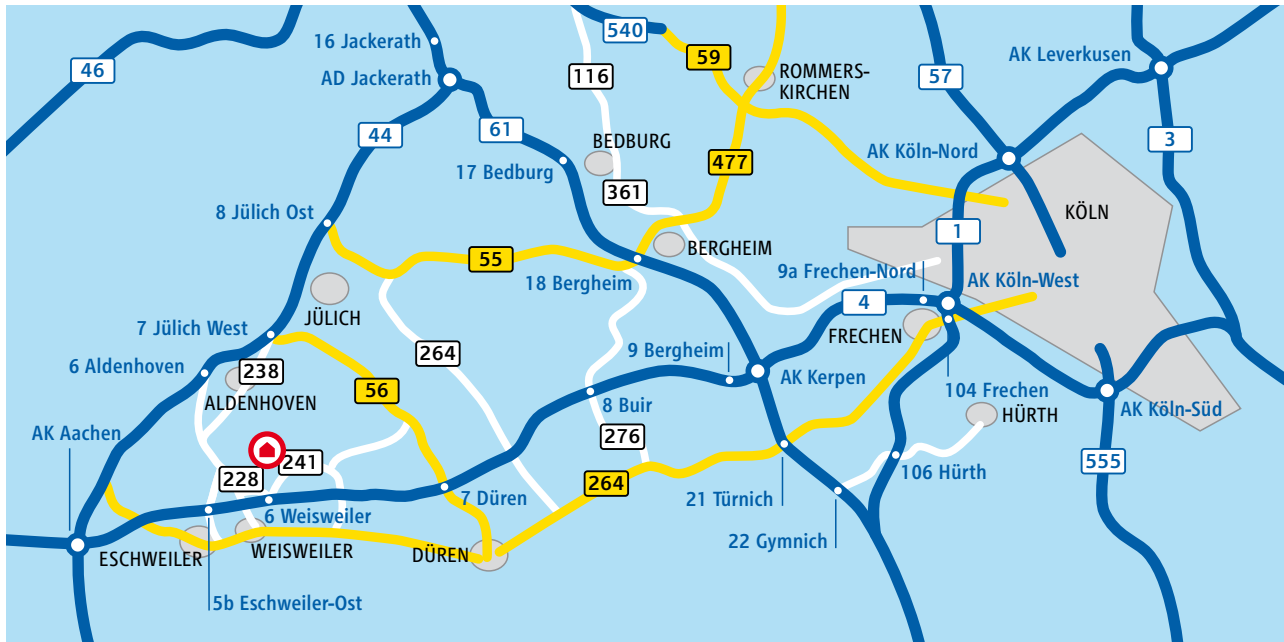 540
16 Jackerath
59
AK Leverkusen
46
AD Jackerath
116
ROMMERS-
KIRCHEN
57
44
61
BEDBURG
AK Köln-Nord
3
17 Bedburg
477
361
8 Jülich Ost
KÖLN
1
BERGHEIM
55
9a Frechen-Nord
18 Bergheim
AK Köln-West
4
JÜLICH
7 Jülich West
FRECHEN
264
9 Bergheim
6 Aldenhoven
238
AK Kerpen
56
104 Frechen
ALDENHOVEN
8 Buir
HÜRTH
AK Köln-Süd
AK Aachen
276
241
555
228
264
106 Hürth
7 Düren
21 Türnich
6 Weisweiler
22 Gymnich
ESCHWEILER
WEISWEILER
DÜREN
5b Eschweiler-Ost